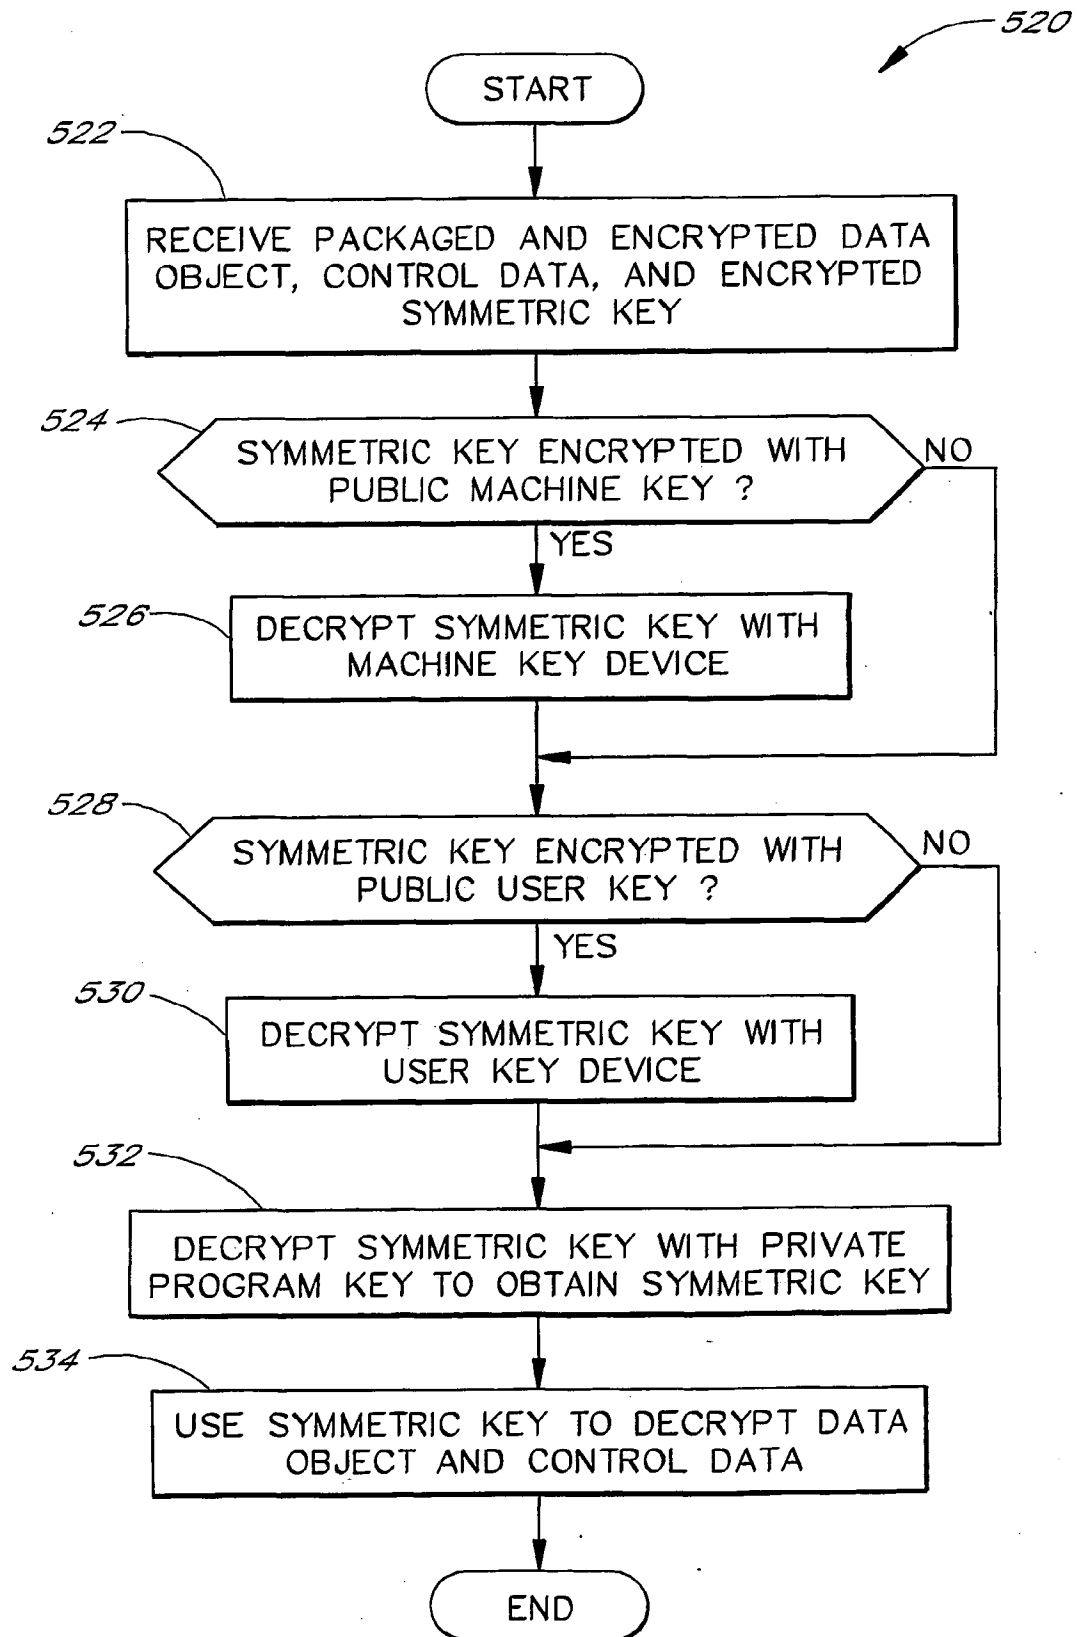 520
START
522
RECEIVE PACKAGED AND ENCRYPTED DATA
OBJECT, CONTROL DATA, AND ENCRYPTED
SYMMETRIC KEY
524
SYMMETRIC KEY ENCRYPTED WITH
PUBLIC MACHINE KEY ?
NO
YES
526
DECRYPT SYMMETRIC KEY WITH
MACHINE KEY DEVICE
528
SYMMETRIC KEY ENCRYPTED WITH
PUBLIC USER KEY ?
NO
YES
530
DECRYPT SYMMETRIC KEY WITH
USER KEY DEVICE
532
DECRYPT SYMMETRIC KEY WITH PRIVATE
PROGRAM KEY TO OBTAIN SYMMETRIC KEY
534
USE SYMMETRIC KEY TO DECRYPT DATA
OBJECT AND CONTROL DATA
END